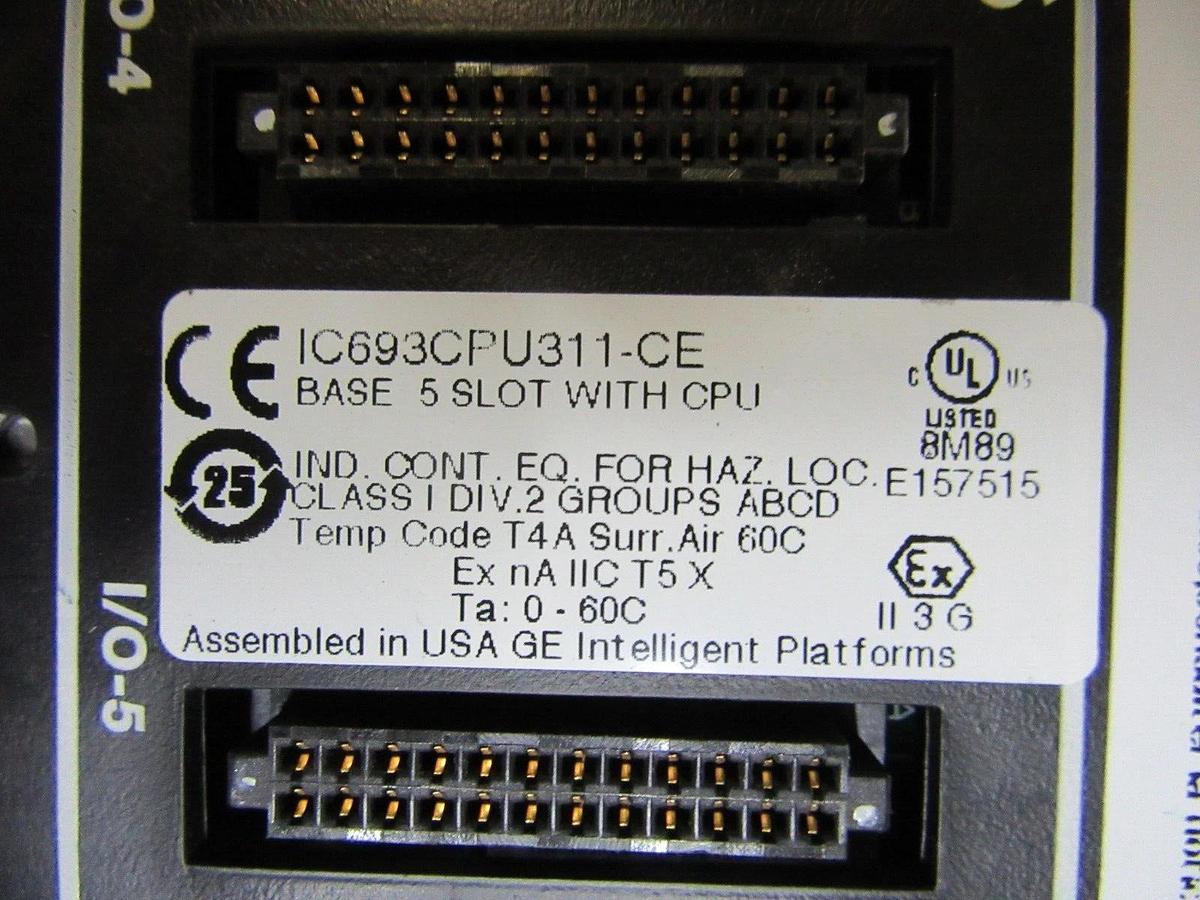 I/O-4
CE IC693CPU311-CE
BASE 5 SLOT WITH CPU
C UL US
LISTED
8M89
E157515
25
IND. CONT. EQ. FOR HAZ. LOC.
CLASS I DIV.2 GROUPS ABCD
Temp Code T4A Surr.Air 60C
Ex nA IIC T5 X
Ex
Ta: 0 - 60C
II 3 G
Assembled in USA GE Intelligent Platforms
I/O-5